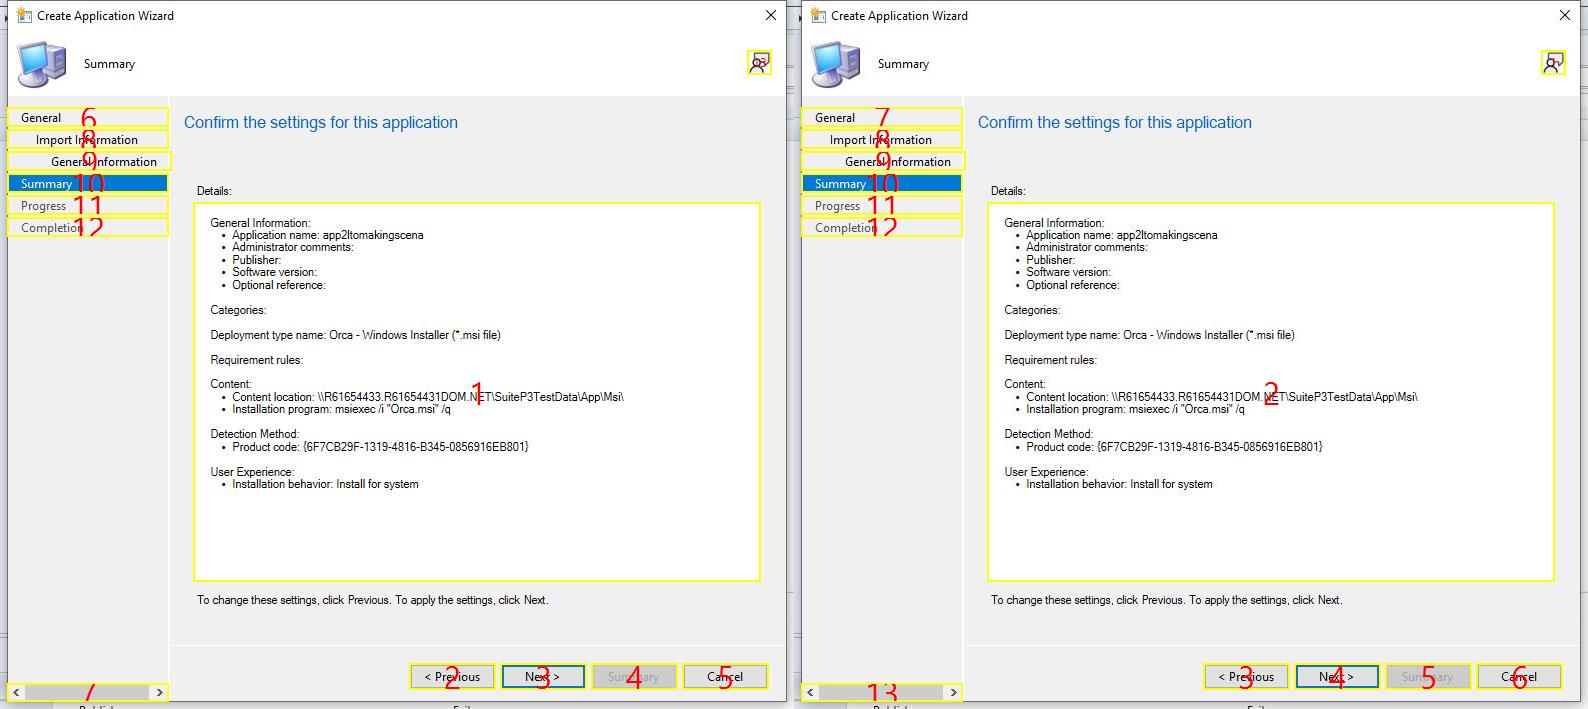 Create Application Wizard
Summary
13
General 6
Import Information 8
General Information 9
Summary 10
Progress 11
Completion 12
7
Confirm the settings for this application
Details:
General Information:
• Application name: app2Itomakingscena
• Administrator comments:
• Publisher:
• Software version:
• Optional reference:
Categories:
Deployment type name: Orca - Windows Installer (*.msi file)
Requirement rules:
Content:
• Content location: \\R61654433.R61654431DOM.NET\SuiteP3TestData\App\Msi\
• Installation program: msiexec /i "Orca.msi" /q
1
Detection Method:
• Product code: {6F7CB29F-1319-4816-B345-0856916EB801}
User Experience:
• Installation behavior: Install for system
To change these settings, click Previous. To apply the settings, click Next.
< Previous 2
Next > 3
Summary 4
Cancel 5
Create Application Wizard
Summary
General 7
Import Information 8
General Information 9
Summary 10
Progress 11
Completion 12
13
Confirm the settings for this application
Details:
General Information:
• Application name: app2Itomakingscena
• Administrator comments:
• Publisher:
• Software version:
• Optional reference:
Categories:
Deployment type name: Orca - Windows Installer (*.msi file)
Requirement rules:
Content:
• Content location: \\R61654433.R61654431DOM.NET\SuiteP3TestData\App\Msi\
• Installation program: msiexec /i "Orca.msi" /q
2
Detection Method:
• Product code: {6F7CB29F-1319-4816-B345-0856916EB801}
User Experience:
• Installation behavior: Install for system
To change these settings, click Previous. To apply the settings, click Next.
< Previous 3
Next > 4
Summary 5
Cancel 6